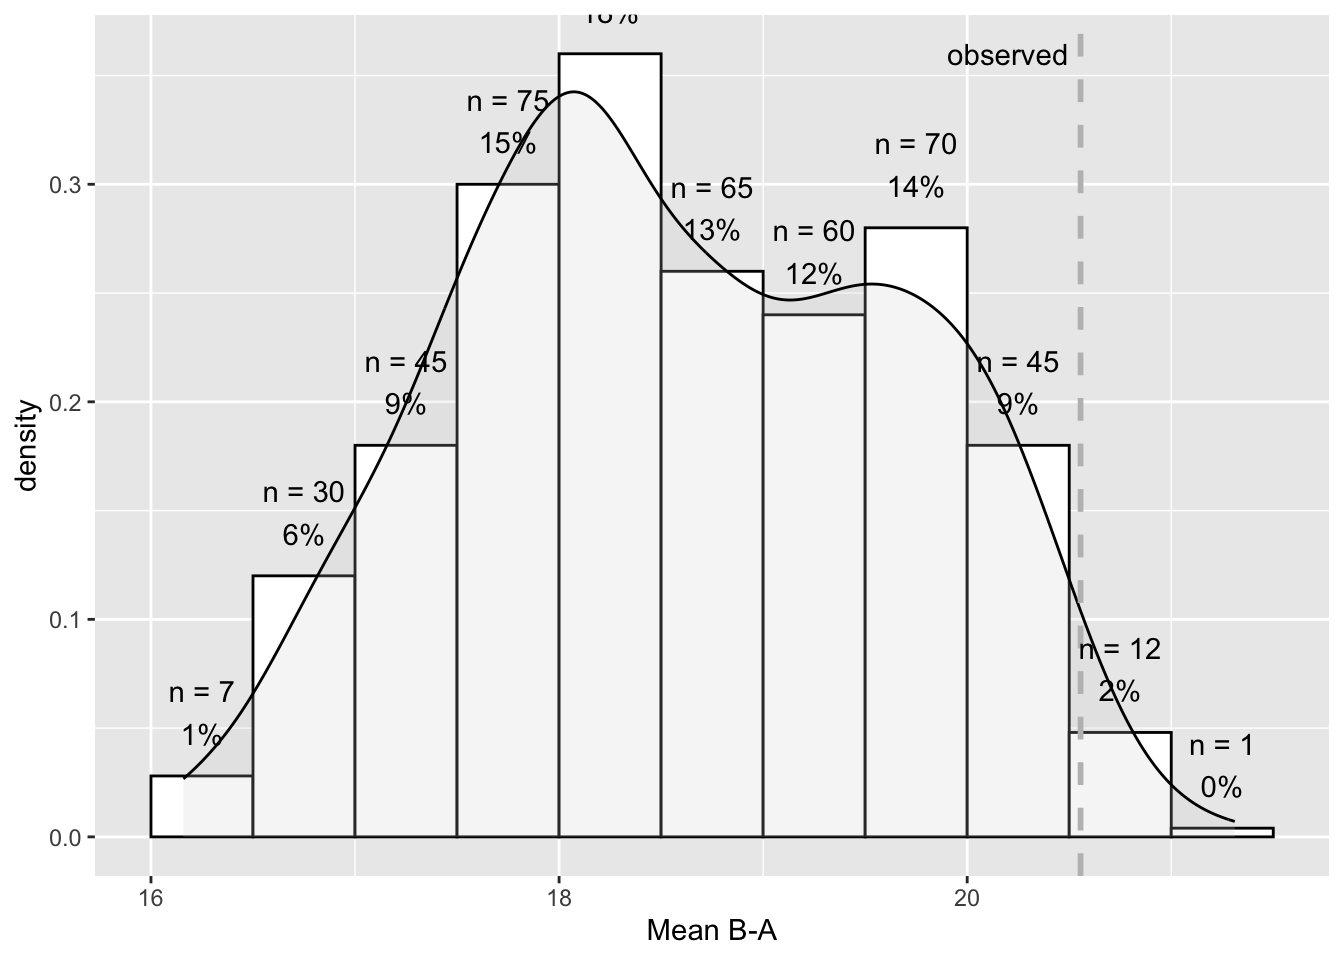 18%
observed
n = 75
15%
n = 70
14%
n = 65
13%
n = 60
12%
n = 45
9%
n = 45
9%
n = 30
6%
n = 12
2%
n = 7
1%
n = 1
0%
0.3
0.2
0.1
0.0
density
16
18
20
Mean B-A